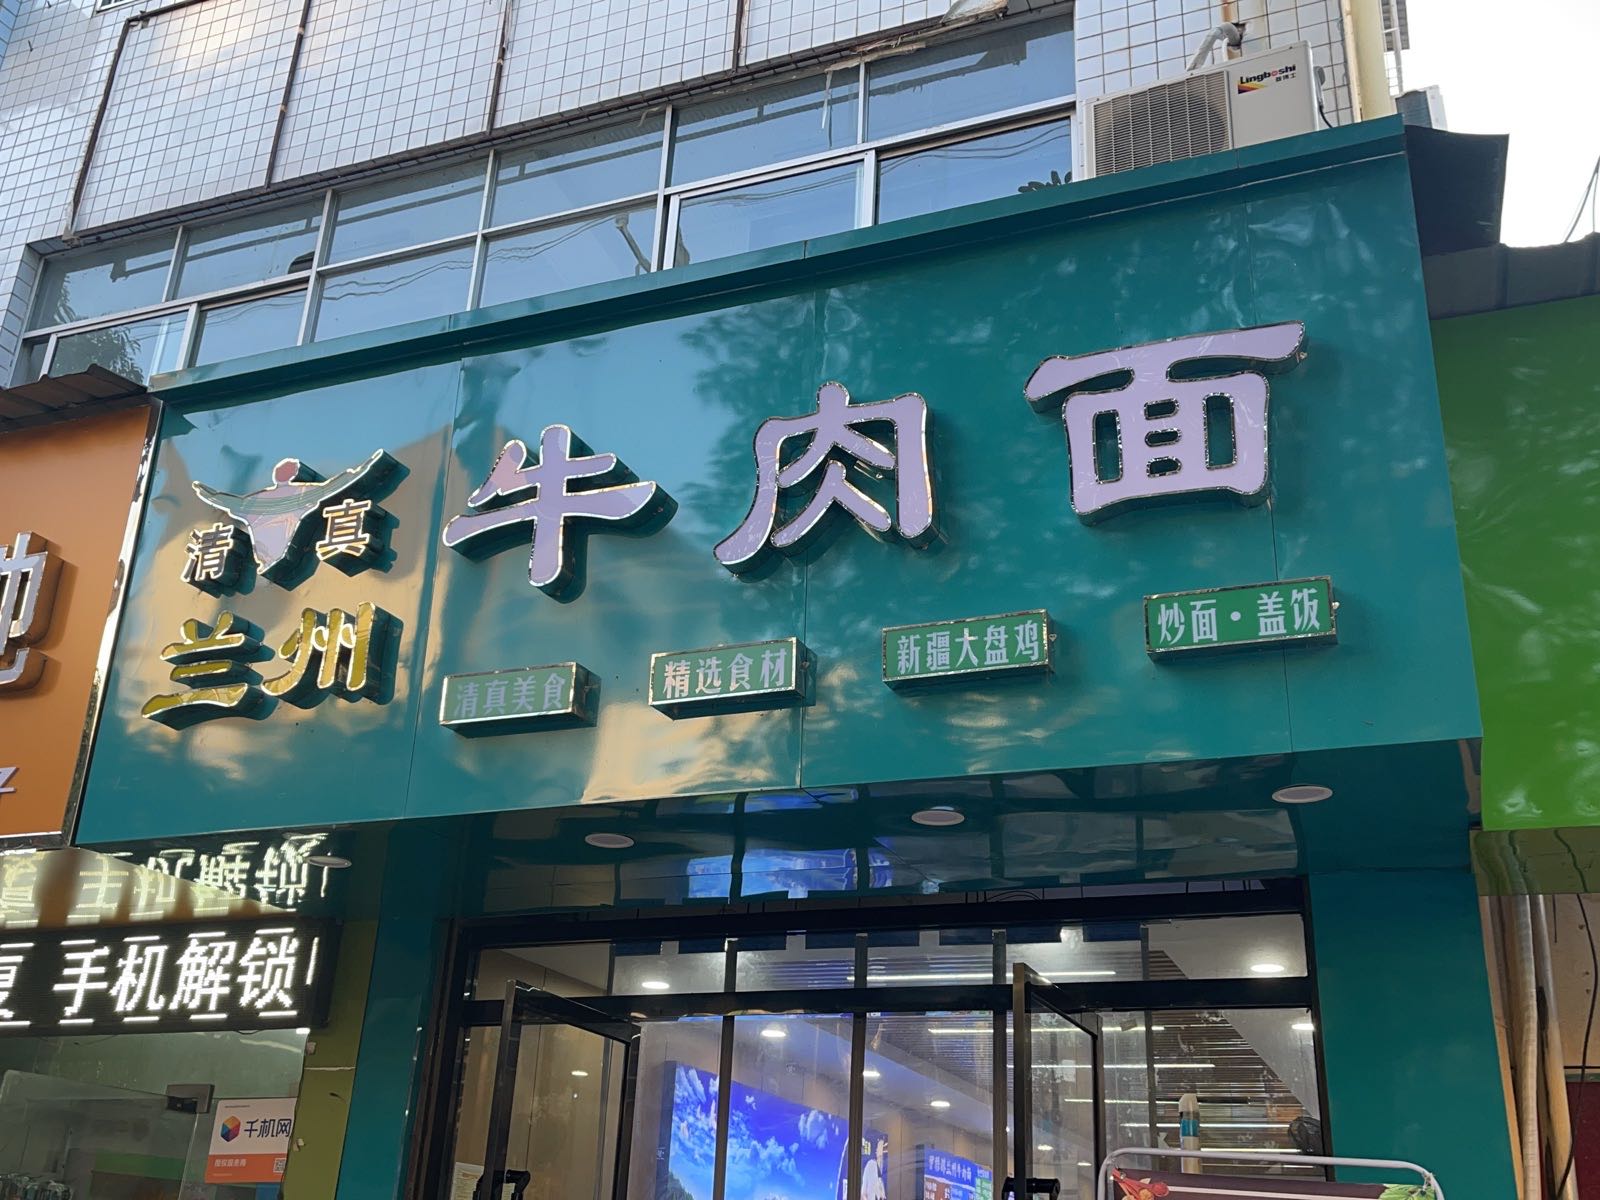 Lingboshi
清真
兰州
牛肉面
清真美食
精选食材
新疆大盘鸡
炒面·盖饭
手机解锁
千机网